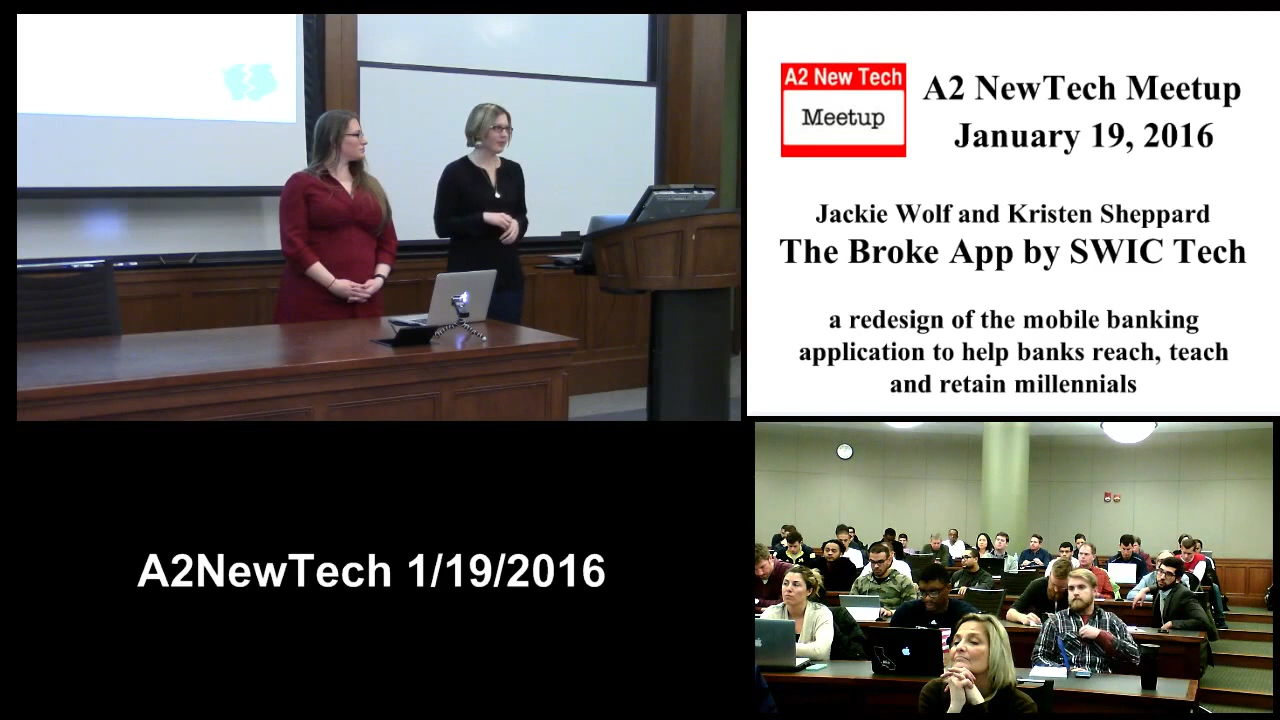 A2 New Tech
Meetup
A2 NewTech Meetup
January 19, 2016
Jackie Wolf and Kristen Sheppard
The Broke App by SWIC Tech
a redesign of the mobile banking
application to help banks reach, teach
and retain millennials
A2NewTech 1/19/2016